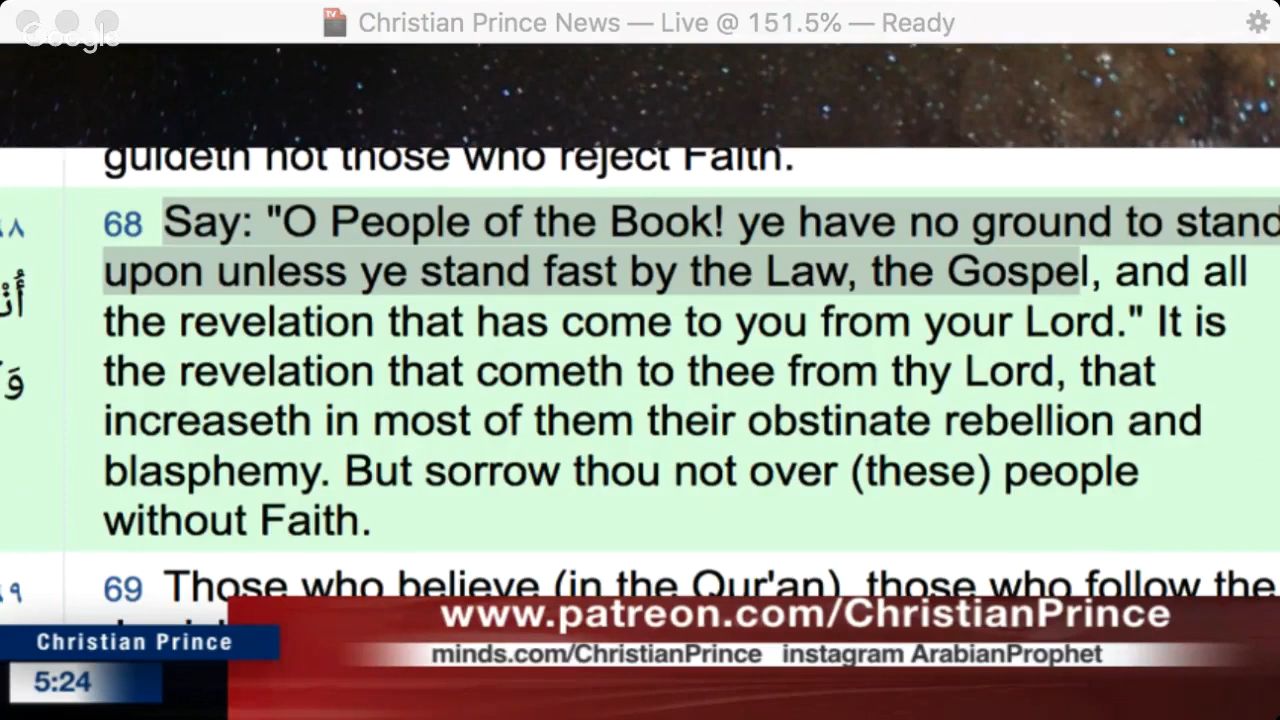 Christian Prince News — Live @ 151.5% — Ready
Google
guideth not those who reject Faith.
68 Say: "O People of the Book! ye have no ground to stand
upon unless ye stand fast by the Law, the Gospel, and all
the revelation that has come to you from your Lord." It is
the revelation that cometh to thee from thy Lord, that
increaseth in most of them their obstinate rebellion and
blasphemy. But sorrow thou not over (these) people
without Faith.
69 Those who believe (in the Qur'an), those who follow the
www.patreon.com/ChristianPrince
Christian Prince
minds.com/ChristianPrince instagram ArabianProphet
5:24